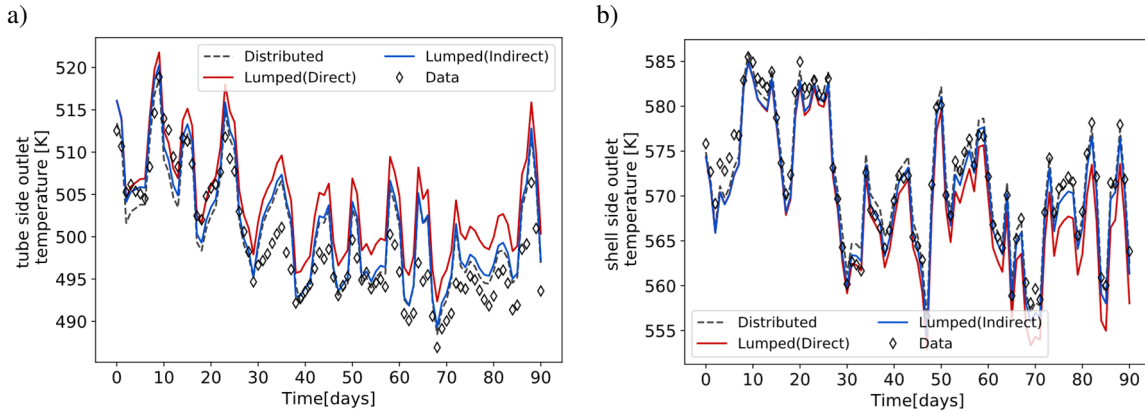 a)
520
515
510
505
500
495
490
tube side outlet
temperature [K]
Distributed
Lumped(Direct)
Lumped(Indirect)
Data
0 10 20 30 40 50 60 70 80 90
Time[days]
b)
585
580
575
570
565
560
555
shell side outlet
temperature [K]
Distributed
Lumped(Direct)
Lumped(Indirect)
Data
0 10 20 30 40 50 60 70 80 90
Time[days]